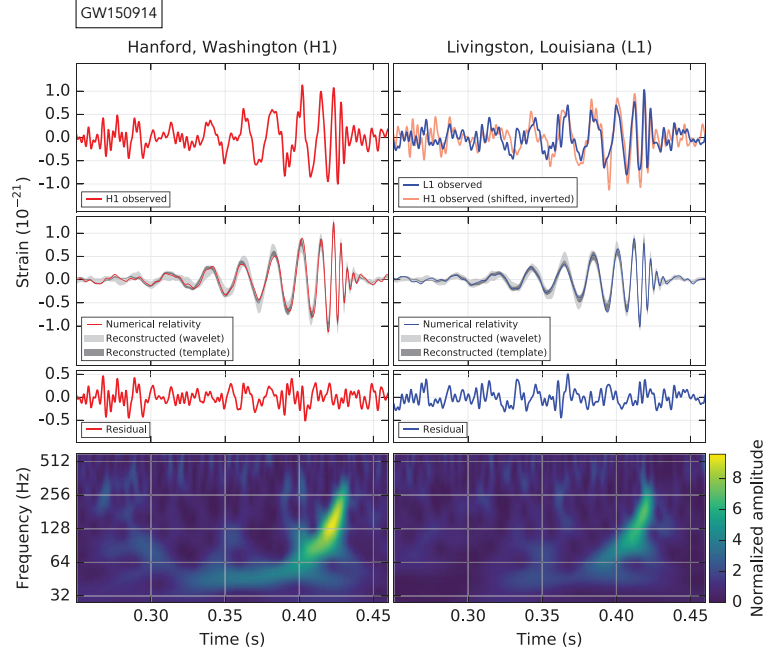 GW150914
Hanford, Washington (H1)
Livingston, Louisiana (L1)
Strain (10⁻²¹)
1.0
0.5
0.0
-0.5
-1.0
H1 observed
L1 observed
H1 observed (shifted, inverted)
1.0
0.5
0.0
-0.5
-1.0
Numerical relativity
Reconstructed (wavelet)
Reconstructed (template)
Numerical relativity
Reconstructed (wavelet)
Reconstructed (template)
0.5
0.0
-0.5
Residual
Residual
Frequency (Hz)
512
256
128
64
32
0.30
0.35
0.40
0.45
Time (s)
0.30
0.35
0.40
0.45
Time (s)
8
6
4
2
0
Normalized amplitude